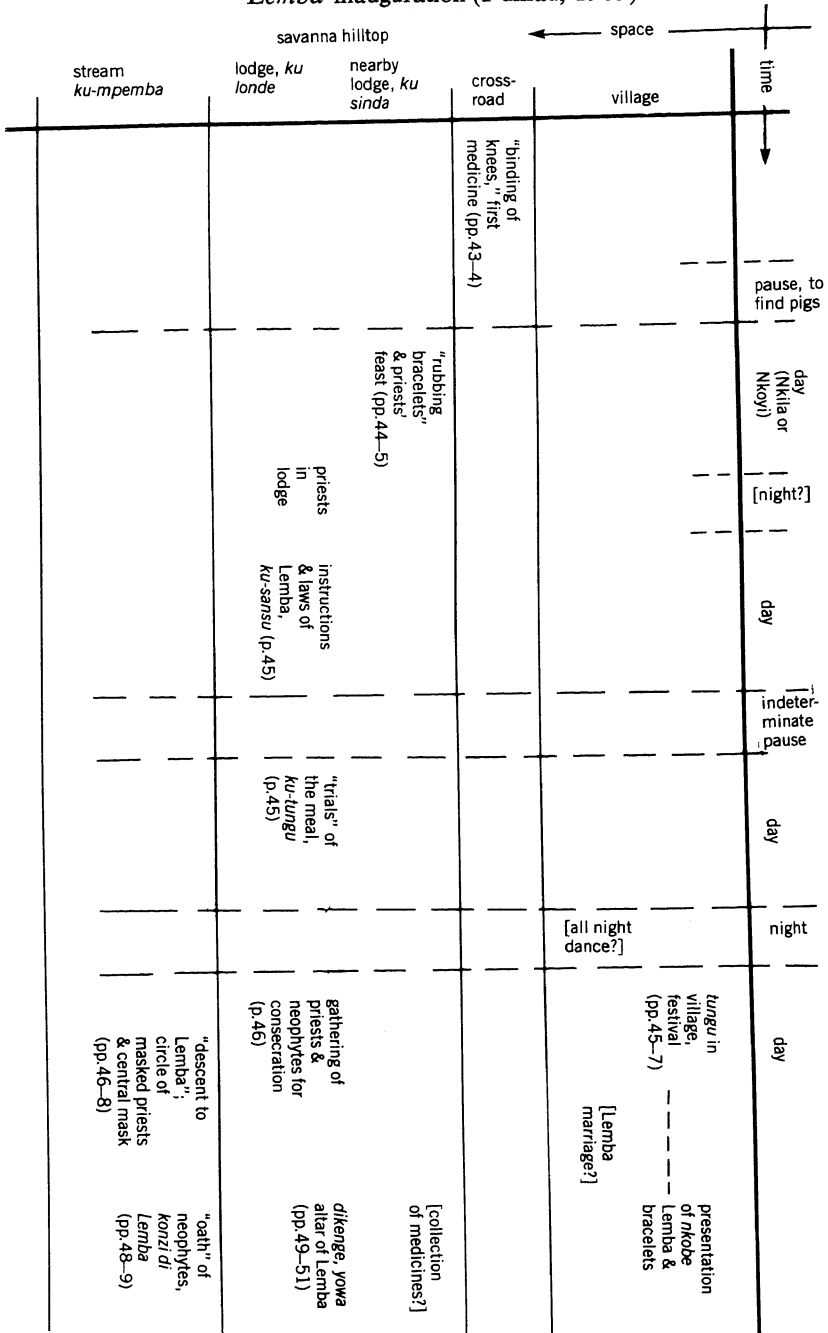 savanna hilltop
space
stream
ku-mpemba
lodge, ku
londe
nearby
lodge, ku
sinda
cross-
road
village
time
"binding of
knees," first
medicine (pp.43–4)
pause, to
find pigs
"rubbing
bracelets"
& priests'
feast (pp.44–5)
day
(Nkila or
Nkoyi)
priests
in
lodge
[night?]
instructions
& laws of
Lemba,
ku-sansu (p.45)
day
indeter-
minate
pause
"trials" of
the meal,
ku-tungu
(p.45)
day
[all night
dance?]
night
"descent to
Lemba";
circle of
masked priests
& central mask
(pp.46–8)
gathering of
priests &
neophytes for
consecration
(p.46)
tungu in
village,
festival
(pp.45–7)
day
[Lemba
marriage?]
"oath" of
neophytes,
konzi di
Lemba
(pp.48–9)
dikenge, yowa
altar of Lemba
(pp.49–51)
[collection
of medicines?]
presentation
of nkobe
Lemba &
bracelets